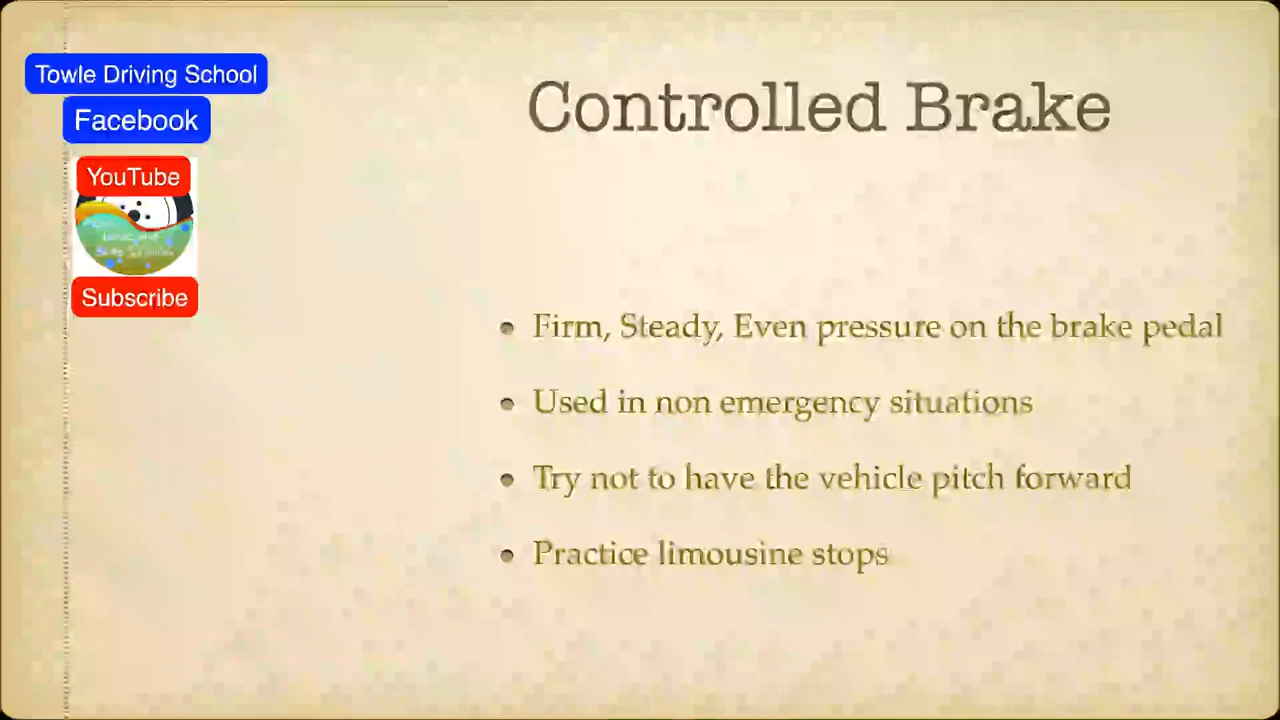 Towle Driving School
Facebook
YouTube
Subscribe
Controlled Brake
Firm, Steady, Even pressure on the brake pedal
Used in non emergency situations
Try not to have the vehicle pitch forward
Practice limousine stops